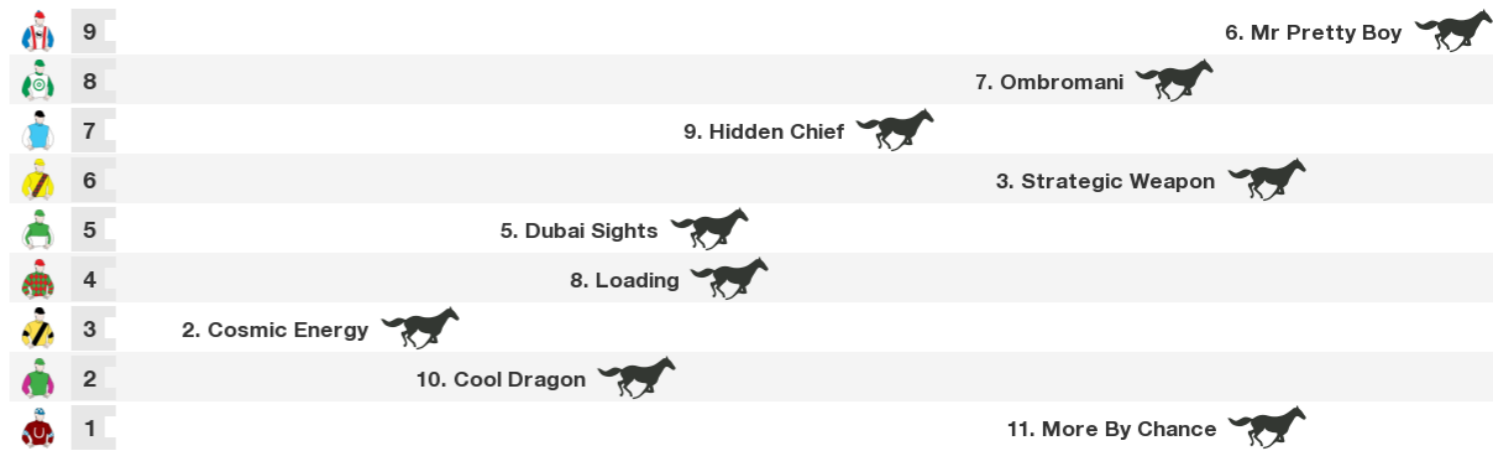 9 6. Mr Pretty Boy
8 7. Ombromani
7 9. Hidden Chief
6 3. Strategic Weapon
5 5. Dubai Sights
4 8. Loading
3 2. Cosmic Energy
2 10. Cool Dragon
1 11. More By Chance